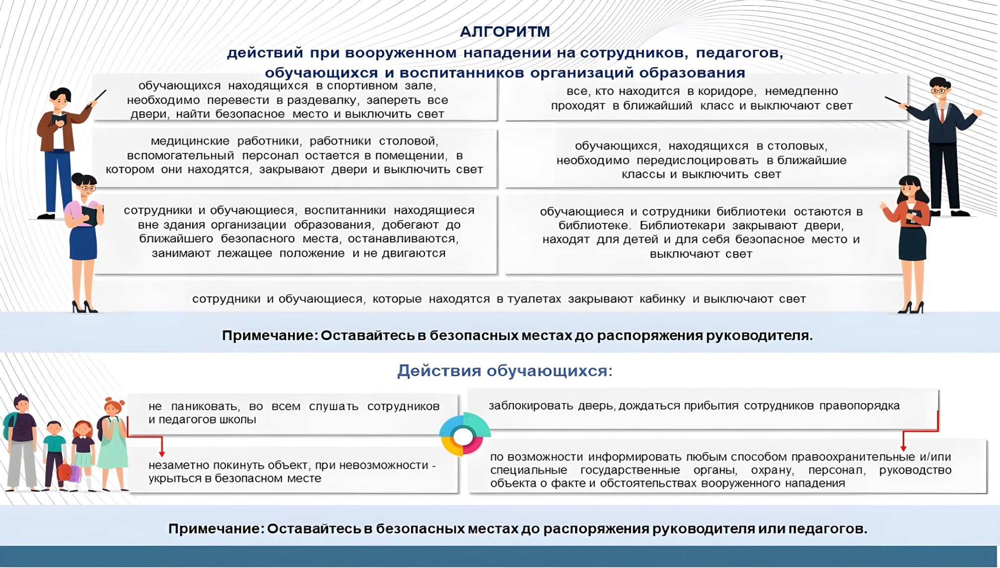 АЛГОРИТМ
действий при вооруженном нападении на сотрудников, педагогов,
обучающихся и воспитанников организаций образования
обучающихся находящихся в спортивном зале,
необходимо перевести в раздевалку, запереть все
двери, найти безопасное место и выключить свет
все, кто находится в коридоре, немедленно
проходят в ближайший класс и выключают свет
медицинские работники, работники столовой,
вспомогательный персонал остается в помещении, в
котором они находятся, закрывают двери и выключить свет
обучающихся, находящихся в столовых,
необходимо передислоцировать в ближайшие
классы и выключить свет
сотрудники и обучающиеся, воспитанники находящиеся
вне здания организации образования, добегают до
ближайшего безопасного места, останавливаются,
занимают лежащее положение и не двигаются
обучающиеся и сотрудники библиотеки остаются в
библиотеке. Библиотекари закрывают двери,
находят для детей и для себя безопасное место и
выключают свет
сотрудники и обучающиеся, которые находятся в туалетах закрывают кабинку и выключают свет
Примечание: Оставайтесь в безопасных местах до распоряжения руководителя.
Действия обучающихся:
не паниковать, во всем слушать сотрудников
и педагогов школы
незаметно покинуть объект, при невозможности -
укрыться в безопасном месте
заблокировать дверь, дождаться прибытия сотрудников правопорядка
по возможности информировать любым способом правоохранительные и/или
специальные государственные органы, охрану, персонал, руководство
объекта о факте и обстоятельствах вооруженного нападения
Примечание: Оставайтесь в безопасных местах до распоряжения руководителя или педагогов.